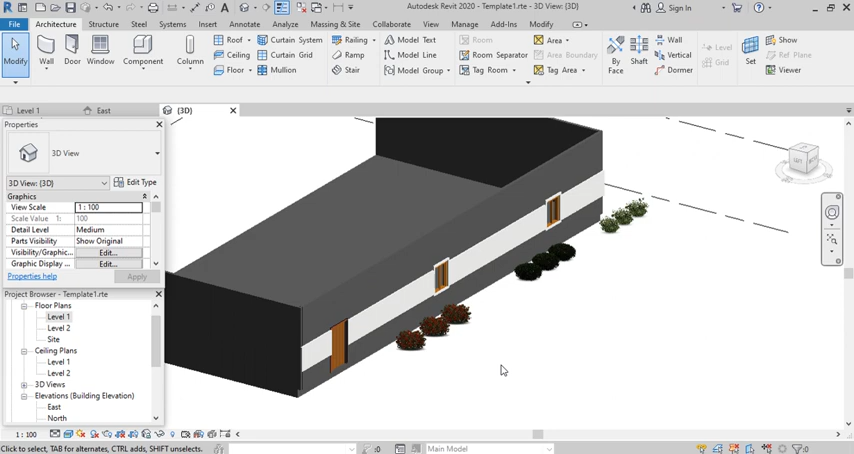 Autodesk Revit 2020 - Template1.rte - 3D View: {3D}
Sign In
File Architecture Structure Steel Systems Insert Annotate Analyze Massing & Site Collaborate View Manage Add-Ins Modify
Modify
Wall
Door
Window
Component
Column
Roof
Ceiling
Floor
Curtain System
Curtain Grid
Mullion
Railing
Ramp
Stair
Model Text
Model Line
Model Group
Room
Room Separator
Tag Room
Area
Area Boundary
Tag Area
By Face
Shaft
Wall
Vertical
Dormer
Level
Grid
Set
Show
Ref Plane
Viewer
Level 1
East
{3D}
Properties
3D View
3D View: {3D}
Edit Type
Graphics
View Scale 1 : 100
Scale Value 1: 100
Detail Level Medium
Parts Visibility Show Original
Visibility/Graphic... Edit...
Graphic Display ... Edit...
Properties help
Apply
Project Browser - Template1.rte
Floor Plans
Level 1
Level 2
Site
Ceiling Plans
Level 1
Level 2
3D Views
Elevations (Building Elevation)
East
North
1 : 100
Click to select, TAB for alternates, CTRL adds, SHIFT unselects.
:0
Main Model
:0